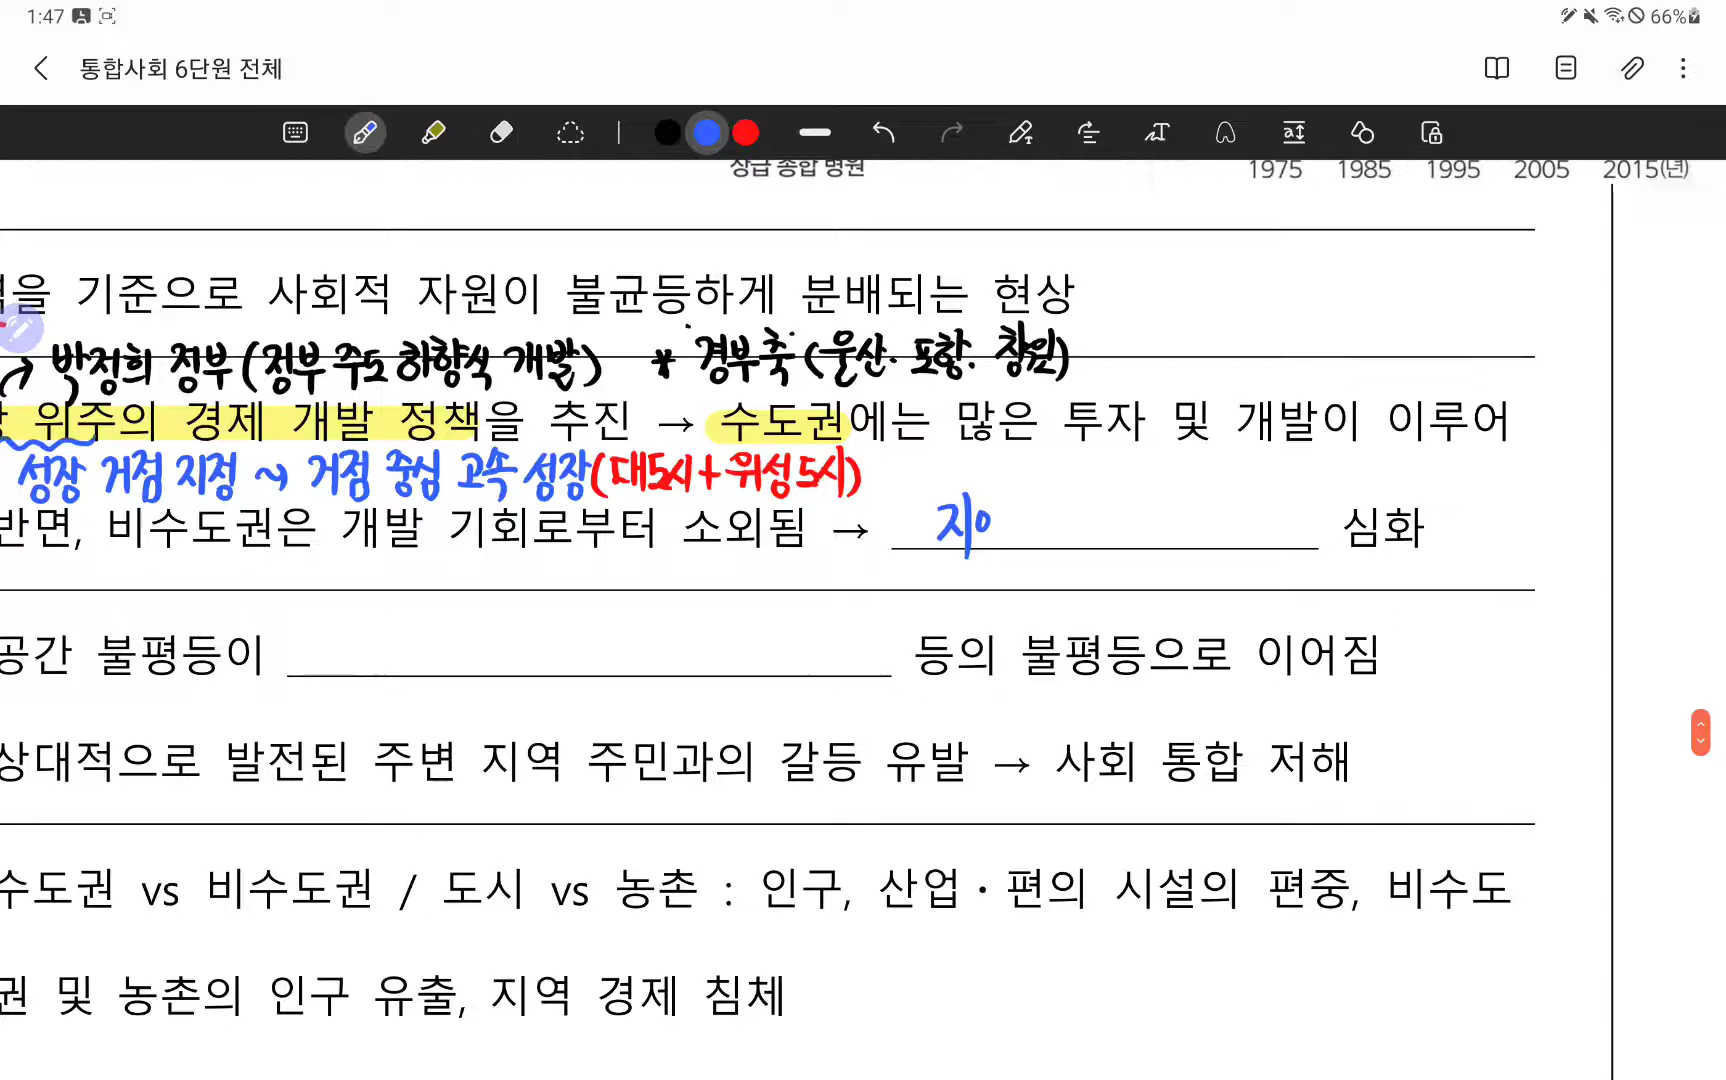 1:47
66%
통합사회 6단원 전체
상급 종합 병원 1975 1985 1995 2005 2015(년)
을 기준으로 사회적 자원이 불균등하게 분배되는 현상
→ 박정희 정부 (정부 주도 하향식 개발) * 경부축 (울산. 포항. 창원)
위주의 경제 개발 정책을 추진 → 수도권에는 많은 투자 및 개발이 이루어
성장 거점 지정 ~> 거점 중심 고속 성장 (대도시 + 위성도시)
반면, 비수도권은 개발 기회로부터 소외됨 → 지ㅇ 심화
공간 불평등이 등의 불평등으로 이어짐
상대적으로 발전된 주변 지역 주민과의 갈등 유발 → 사회 통합 저해
수도권 vs 비수도권 / 도시 vs 농촌 : 인구, 산업·편의 시설의 편중, 비수도
권 및 농촌의 인구 유출, 지역 경제 침체